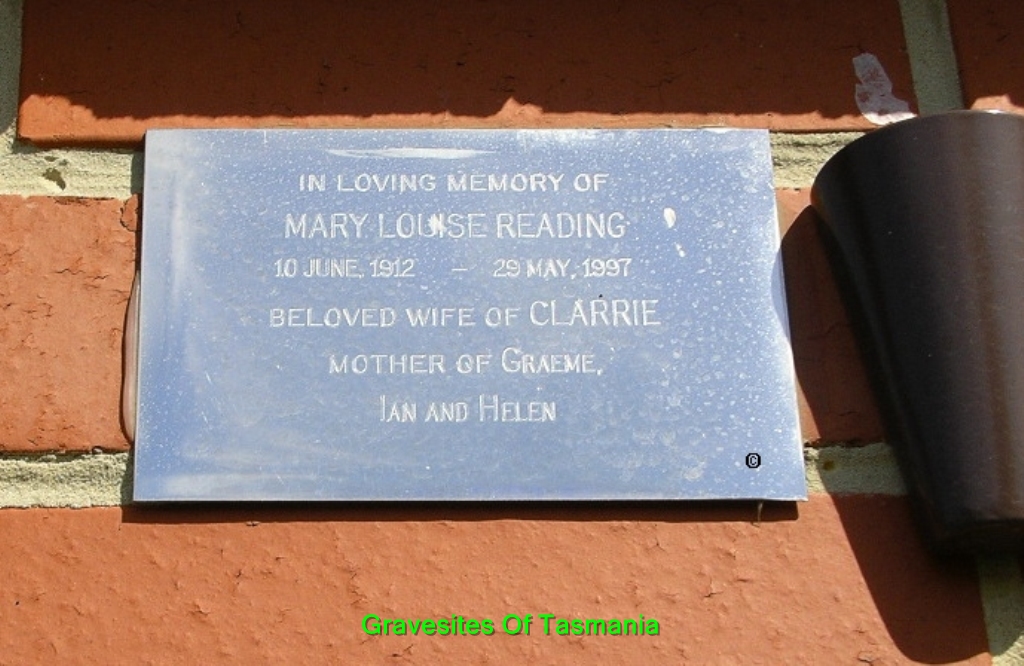 IN LOVING MEMORY OF
MARY LOUISE READING
10 JUNE, 1912 – 29 MAY, 1997
BELOVED WIFE OF CLARRIE
MOTHER OF GRAEME,
IAN AND HELEN
©
Gravesites Of Tasmania